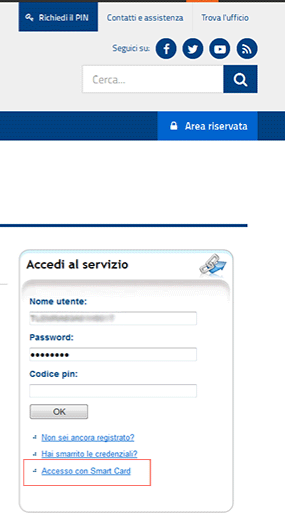 Richiedi il PIN Contatti e assistenza Trova l'ufficio
Seguici su:
Cerca...
Area riservata
Accedi al servizio
Nome utente:
Password:
••••••••
Codice pin:
OK
Non sei ancora registrato?
Hai smarrito le credenziali?
Accesso con Smart Card